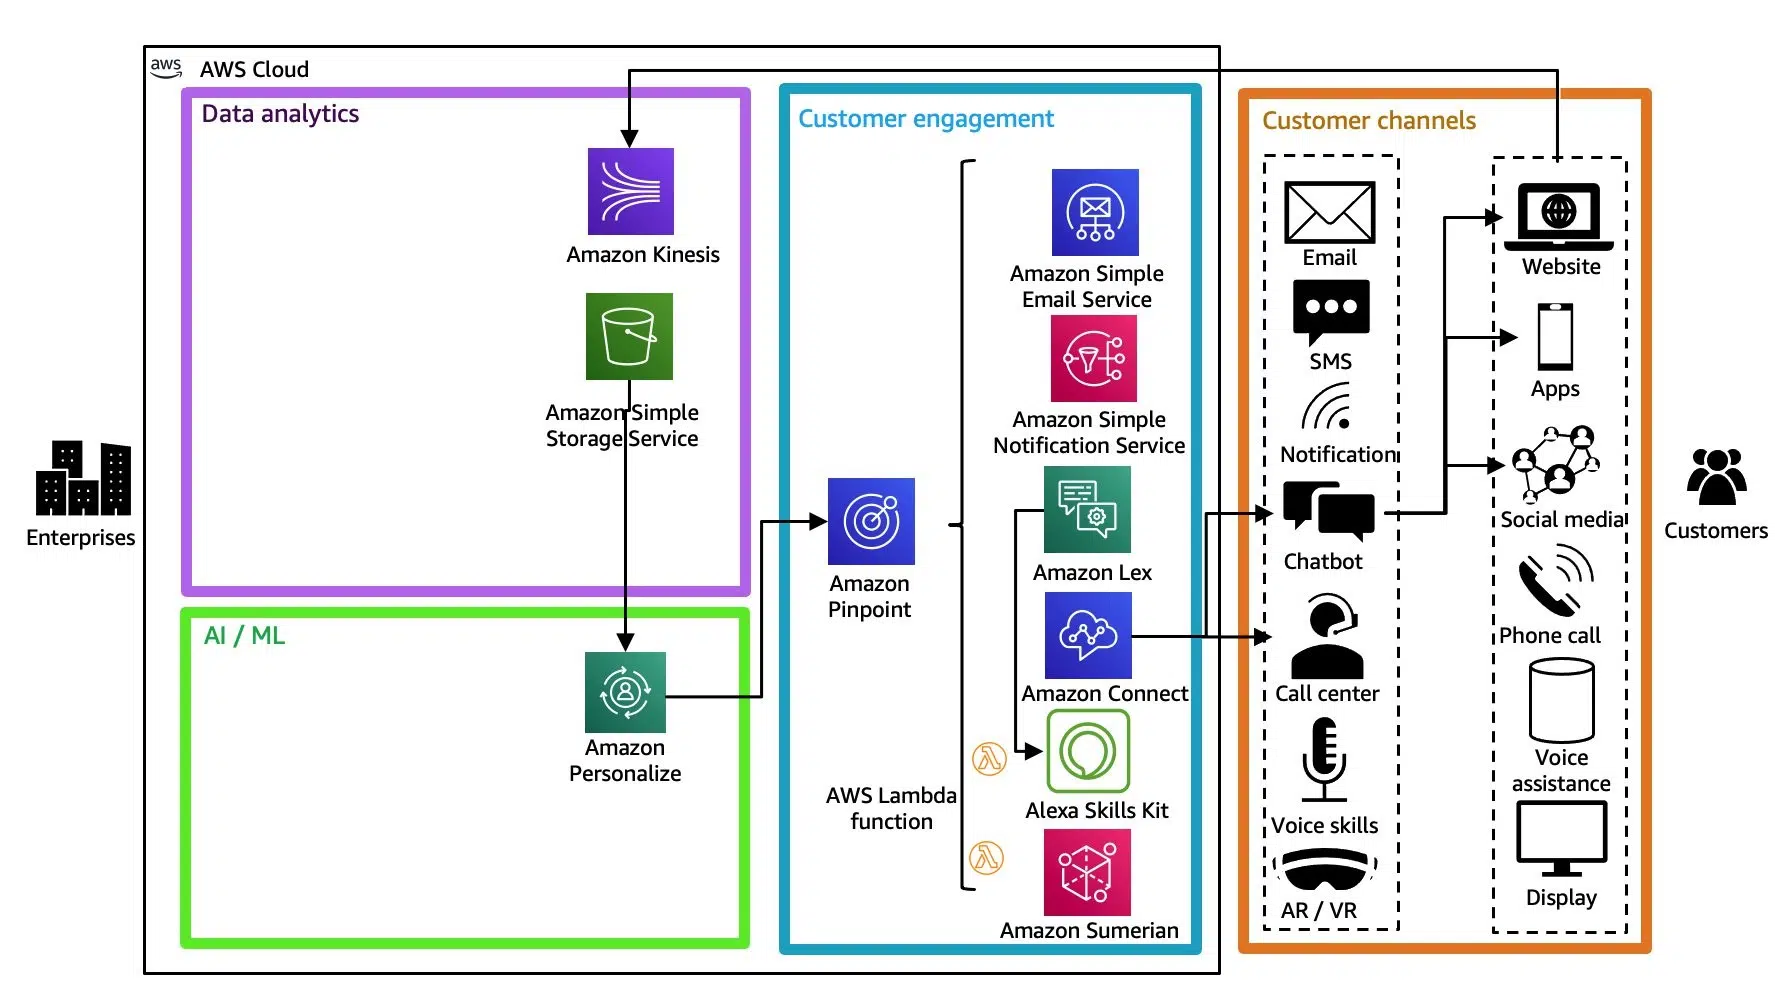 aws
AWS Cloud
Data analytics
Amazon Kinesis
Amazon Simple
Storage Service
AI / ML
Amazon
Personalize
Enterprises
Customer engagement
Amazon
Pinpoint
AWS Lambda
function
Amazon Simple
Email Service
Amazon Simple
Notification Service
Amazon Lex
Amazon Connect
Alexa Skills Kit
Amazon Sumerian
Customer channels
Email
SMS
Notification
Chatbot
Call center
Voice skills
AR / VR
Website
Apps
Social media
Phone call
Voice
assistance
Display
Customers